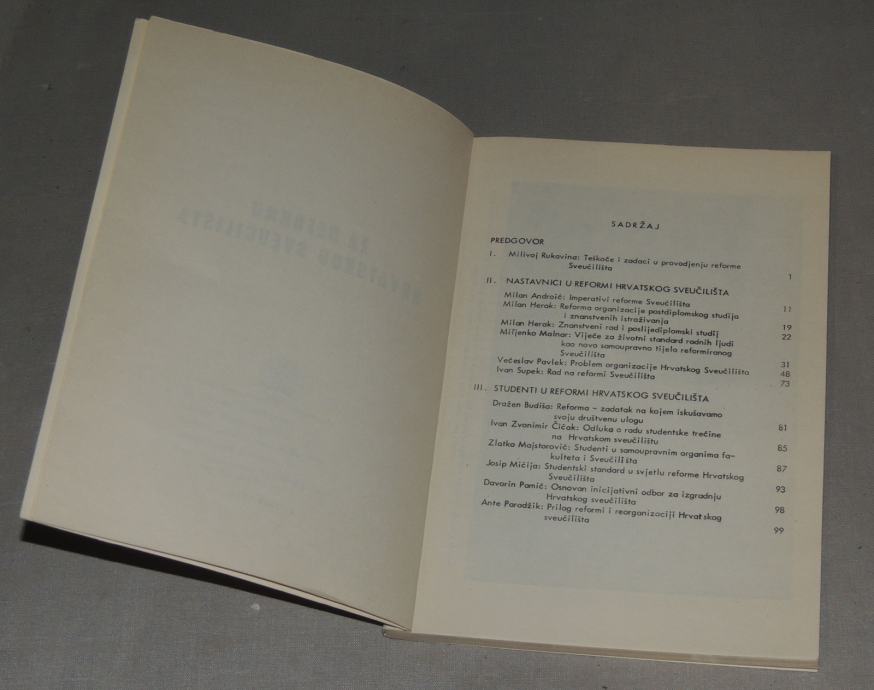 SADRŽAJ
PREDGOVOR
I. Milivoj Rukavina: Teškoće i zadaci u provodjenju reforme
Sveučilišta 1
II. NASTAVNICI U REFORMI HRVATSKOG SVEUČILIŠTA
Milan Androić: Imperativi reforme Sveučilišta 11
Milan Herak: Reforma organizacije postdiplomskog studija
i znanstvenih istraživanja 19
Milan Herak: Znanstveni rad i poslijediplomski studij 22
Miljenko Malnar: Vijeće za životni standard radnih ljudi
kao novo samoupravno tijelo reformiranog
Sveučilišta 31
Većeslav Pavlek: Problem organizacije Hrvatskog Sveučilišta 48
Ivan Supek: Rad na reformi Sveučilišta 73
III. STUDENTI U REFORMI HRVATSKOG SVEUČILIŠTA
Dražen Budiša: Reforma – zadatak na kojem iskušavamo
svoju društvenu ulogu 81
Ivan Zvonimir Čičak: Odluka o radu studentske trećine
na Hrvatskom sveučilištu 85
Zlatko Majstorović: Studenti u samoupravnim organima fa-
kulteta i Sveučilišta 87
Josip Mičija: Studentski standard u svjetlu reforme Hrvatskog
Sveučilišta 93
Davorin Pamić: Osnovan inicijativni odbor za izgradnju
Hrvatskog sveučilišta 98
Ante Paradžik: Prilog reformi i reorganizaciji Hrvatskog
sveučilišta 99